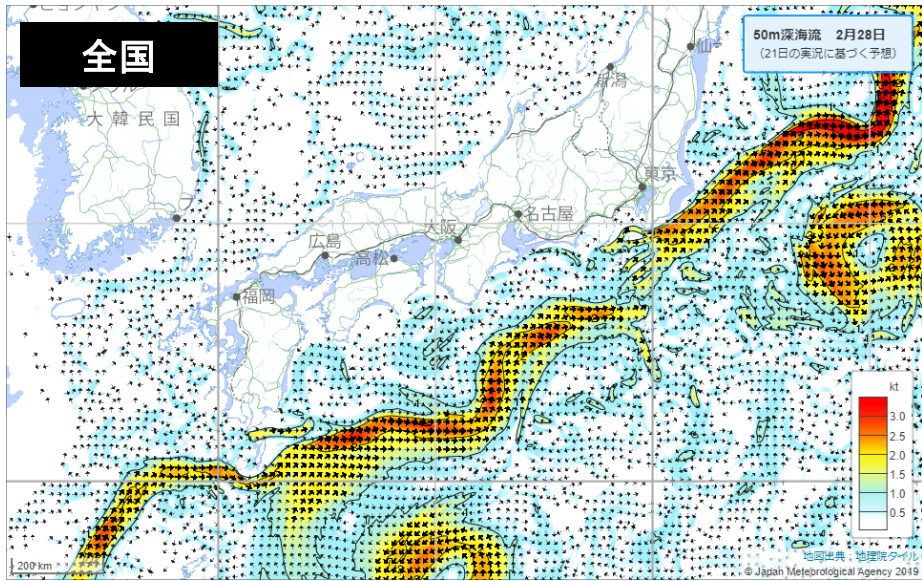 全国
50m深海流 2月28日
(21日の実況に基づく予想)
新潟
大韓民国
東京
名古屋
大阪
広島
高松
福岡
kt
3.0
2.5
2.0
1.5
1.0
0.5
200 km
地図出典：地理院タイル
© Japan Meteorological Agency 2019